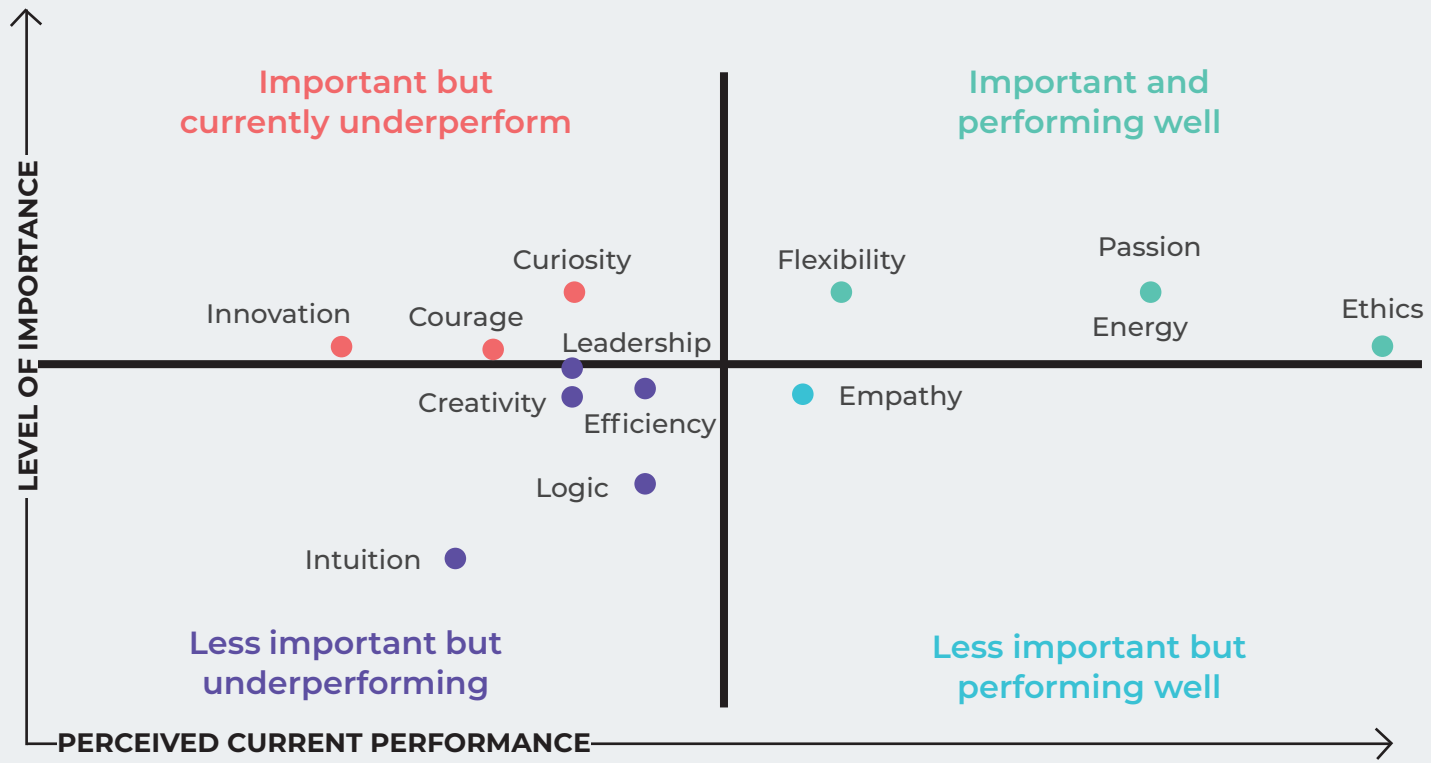 Important but
currently underperform
Important and
performing well
LEVEL OF IMPORTANCE
Passion
Curiosity
Flexibility
Innovation
Courage
Energy
Ethics
Leadership
Creativity
Empathy
Efficiency
Logic
Intuition
Less important but
underperforming
Less important but
performing well
PERCEIVED CURRENT PERFORMANCE